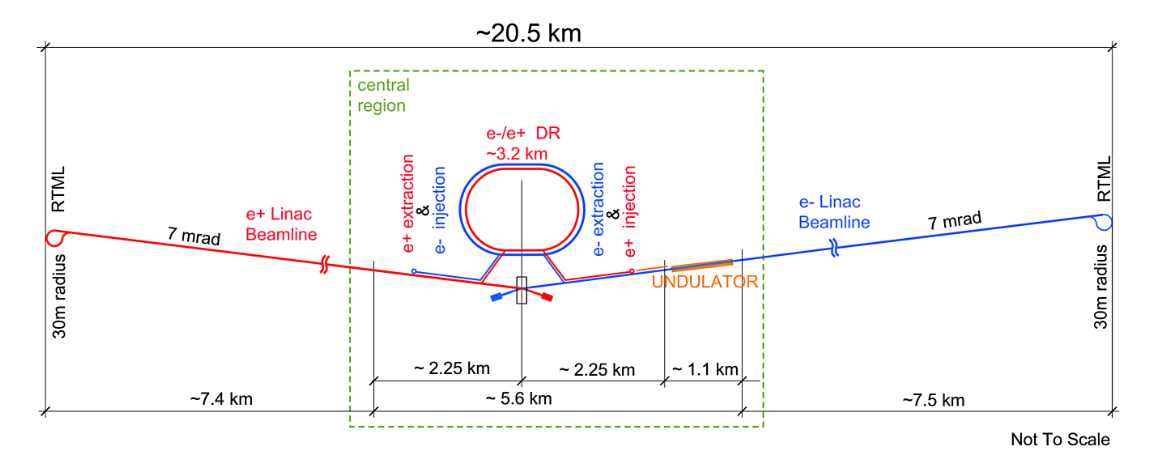 ~20.5 km
central
region
e-/e+ DR
~3.2 km
e+ extraction
&
e- injection
e- extraction
&
e+ injection
RTML
30m radius
e+ Linac
Beamline
7 mrad
e- Linac
Beamline
7 mrad
RTML
30m radius
UNDULATOR
~ 2.25 km
~ 2.25 km
~ 1.1 km
~7.4 km
~ 5.6 km
~7.5 km
Not To Scale